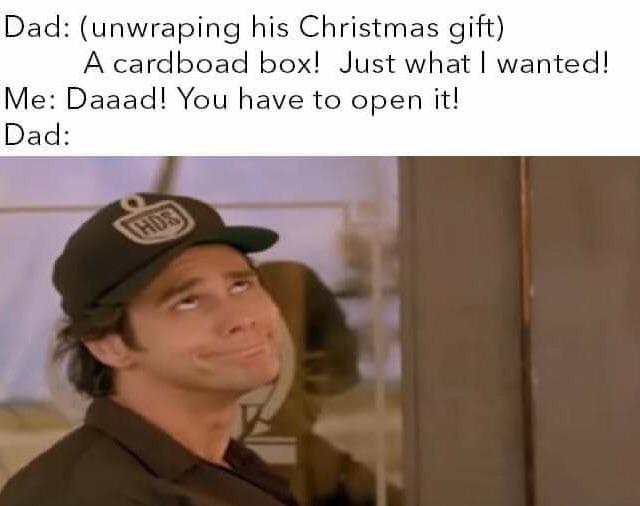 Dad: (unwraping his Christmas gift)
A cardboad box! Just what I wanted!
Me: Daaad! You have to open it!
Dad:
HDS